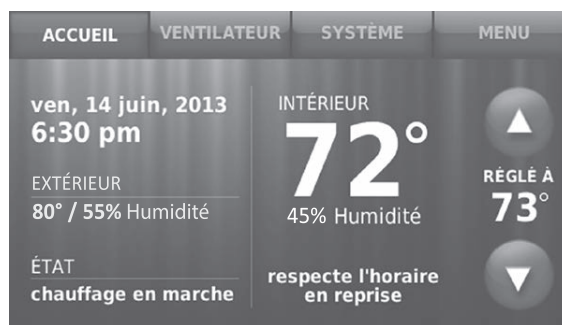 ACCUEIL VENTILATEUR SYSTÈME MENU
ven, 14 juin, 2013
6:30 pm
EXTÉRIEUR
80° / 55% Humidité
ÉTAT
chauffage en marche
INTÉRIEUR
72°
45% Humidité
respecte l'horaire
en reprise
RÈGLÉ À
73°